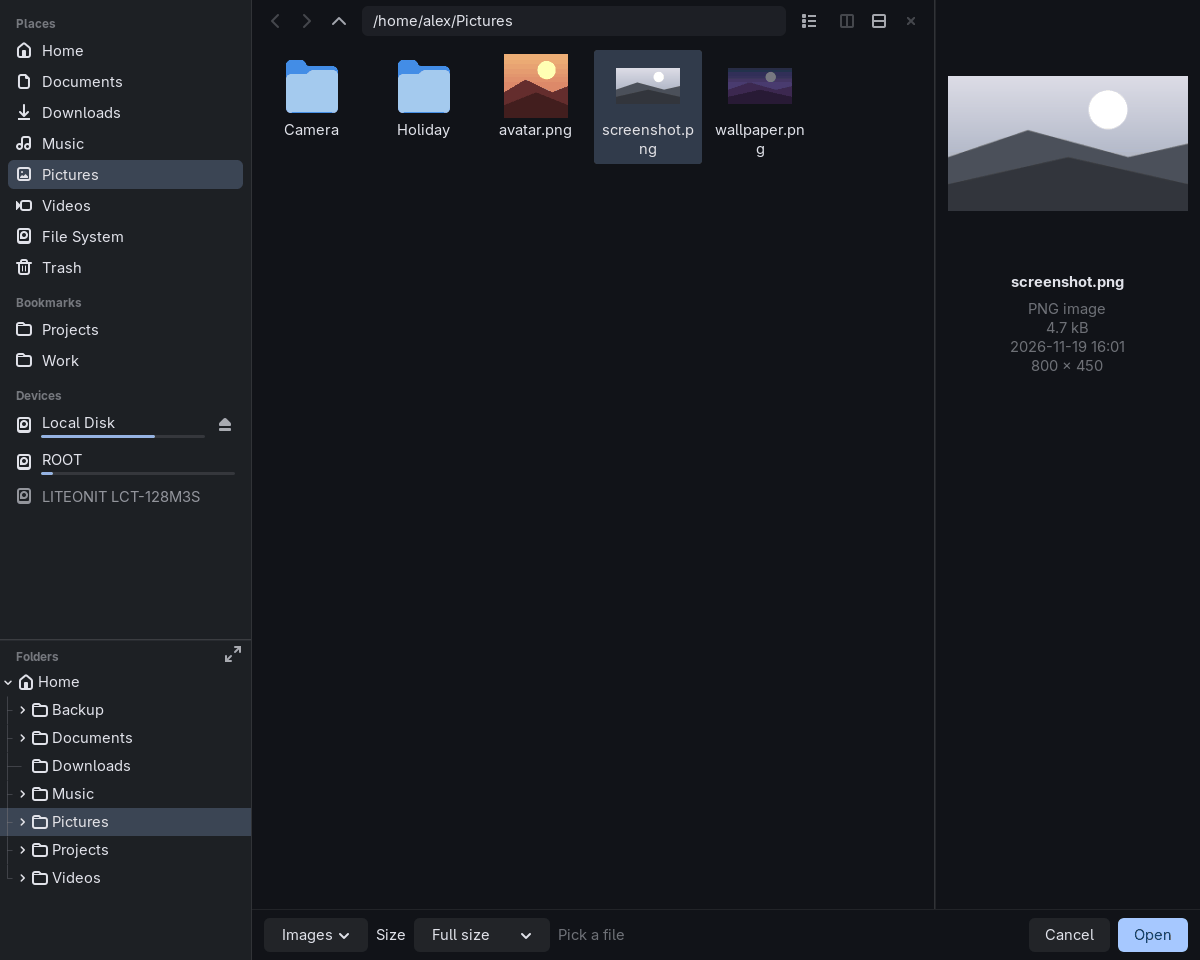 Places
Home
Documents
Downloads
Music
Pictures
Videos
File System
Trash
Bookmarks
Projects
Work
Devices
Local Disk
ROOT
LITEONIT LCT-128M3S
Folders
Home
Backup
Documents
Downloads
Music
Pictures
Projects
Videos
/home/alex/Pictures
Camera
Holiday
avatar.png
screenshot.p
ng
wallpaper.pn
g
screenshot.png
PNG image
4.7 kB
2026-11-19 16:01
800 × 450
Images
Size
Full size
Pick a file
Cancel
Open